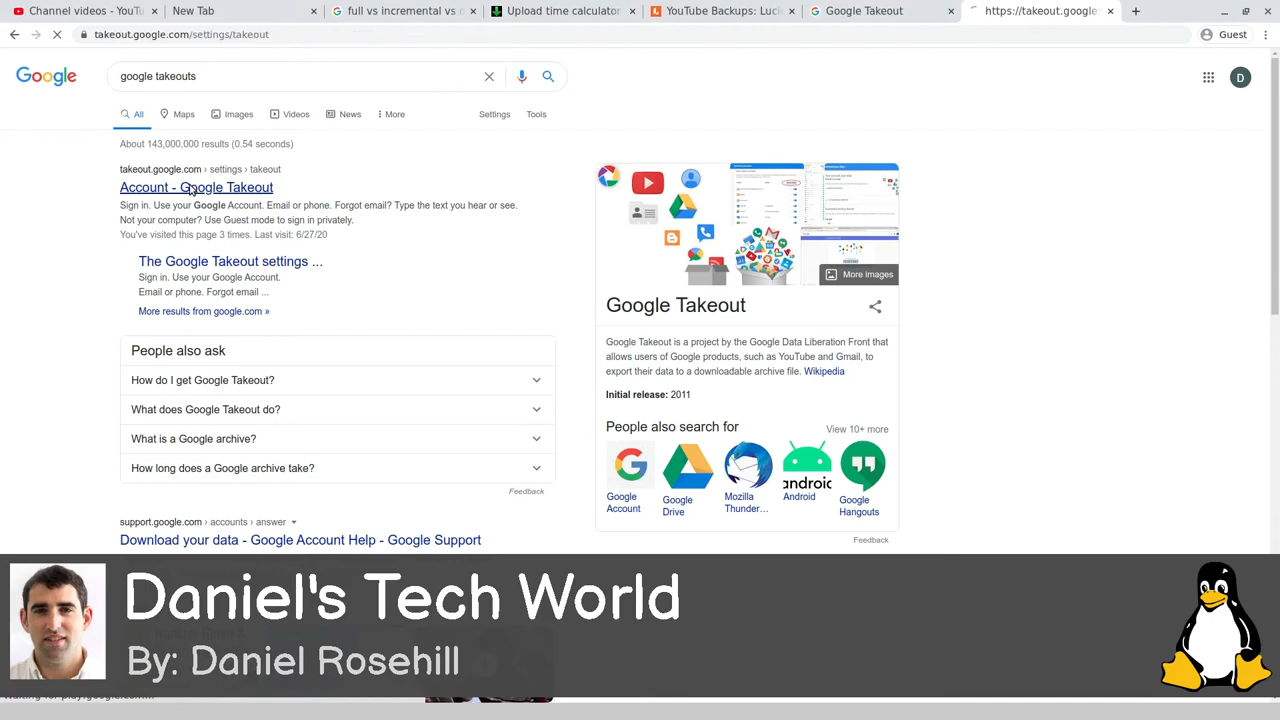 Channel videos - YouTu
New Tab
full vs incremental vs d
Upload time calculator
YouTube Backups: Luck
Google Takeout
https://takeout.google.
takeout.google.com/settings/takeout
Guest
Google
google takeouts
D
All
Maps
Images
Videos
News
More
Settings
Tools
About 143,000,000 results (0.54 seconds)
takeout.google.com › settings › takeout
Account - Google Takeout
Sign in. Use your Google Account. Email or phone. Forgot email? Type the text you hear or see.
Not your computer? Use Guest mode to sign in privately.
You've visited this page 3 times. Last visit: 6/27/20
The Google Takeout settings ...
Sign in. Use your Google Account.
Email or phone. Forgot email ...
More results from google.com »
People also ask
How do I get Google Takeout?
What does Google Takeout do?
What is a Google archive?
How long does a Google archive take?
Feedback
support.google.com › accounts › answer
Download your data - Google Account Help - Google Support
More images
Google Takeout
Google Takeout is a project by the Google Data Liberation Front that
allows users of Google products, such as YouTube and Gmail, to
export their data to a downloadable archive file. Wikipedia
Initial release: 2011
People also search for
View 10+ more
Google
Account
Google
Drive
Mozilla
Thunder...
android
Android
Google
Hangouts
Feedback
Daniel's Tech World
By: Daniel Rosehill